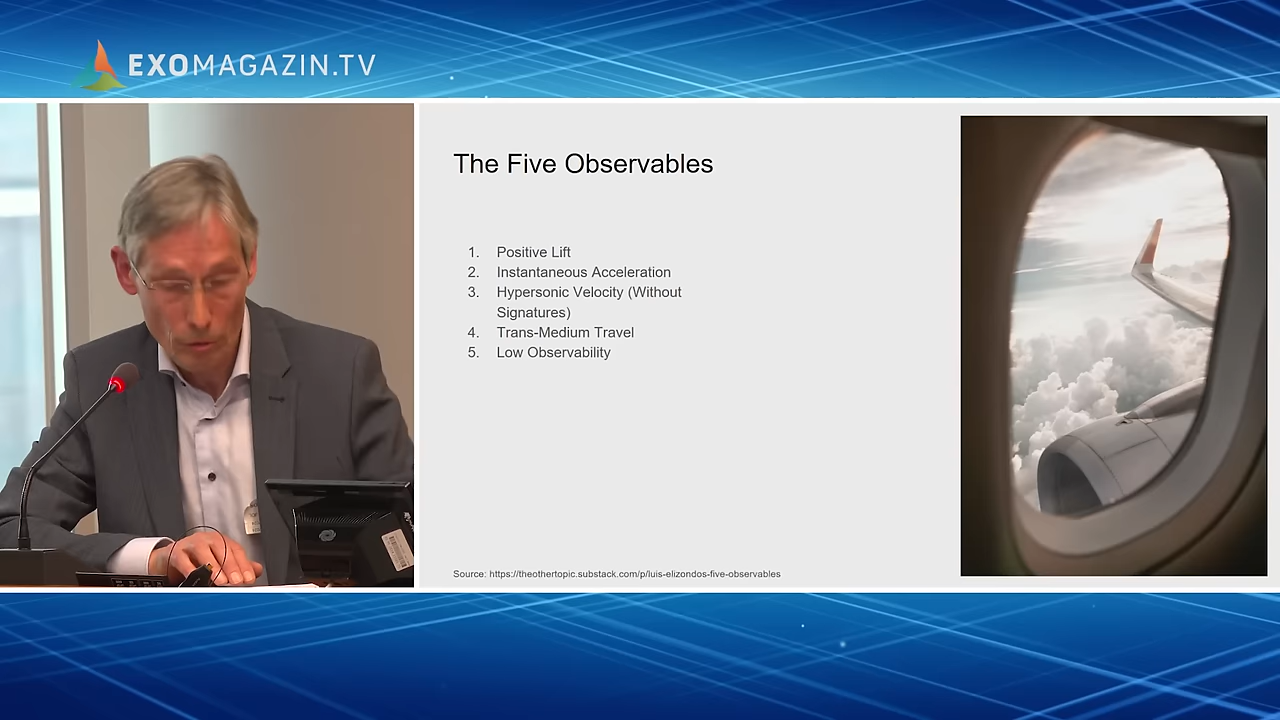 EXOMAGAZIN.TV
The Five Observables
1. Positive Lift
2. Instantaneous Acceleration
3. Hypersonic Velocity (Without
Signatures)
4. Trans-Medium Travel
5. Low Observability
Source: https://theothertopic.substack.com/p/luis-elizondos-five-observables